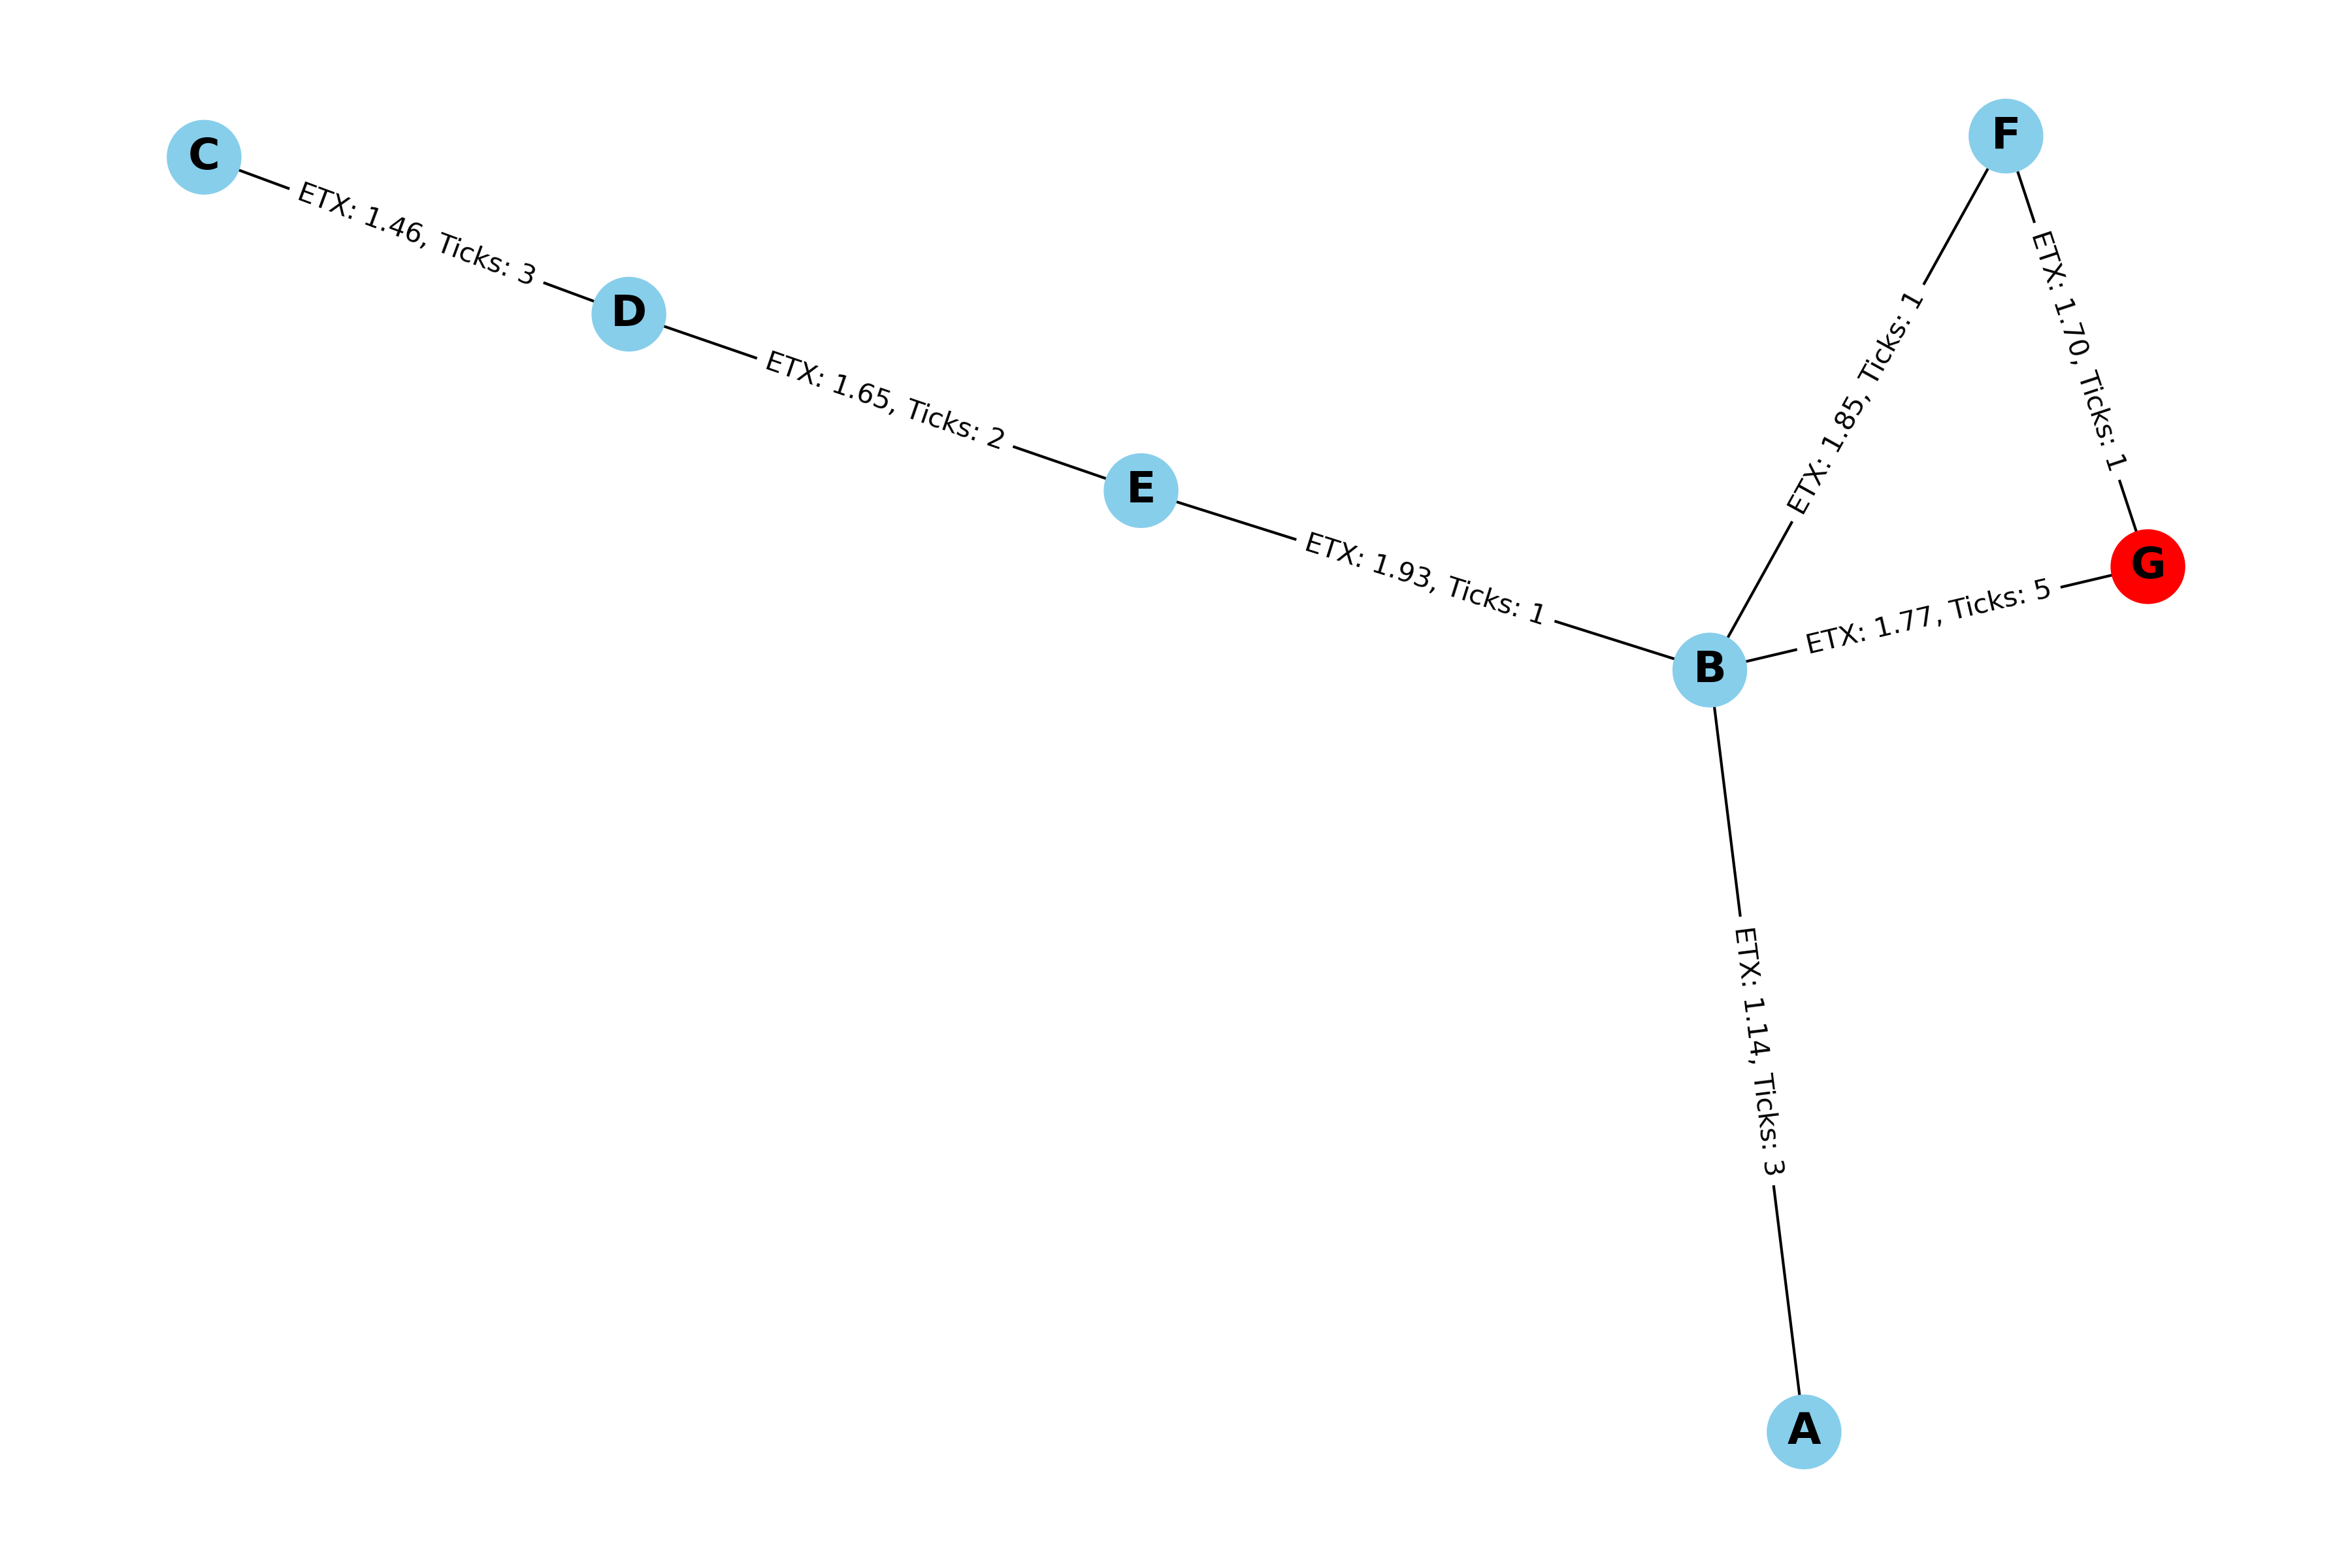 C
F
ETX: 1.46, Ticks: 3
D
ETX: 1.65, Ticks: 2
ETX: 1.85, Ticks: 1
ETX: 1.70, Ticks: 1
E
ETX: 1.93, Ticks: 1
G
ETX: 1.77, Ticks: 5
B
ETX: 1.14, Ticks: 3
A